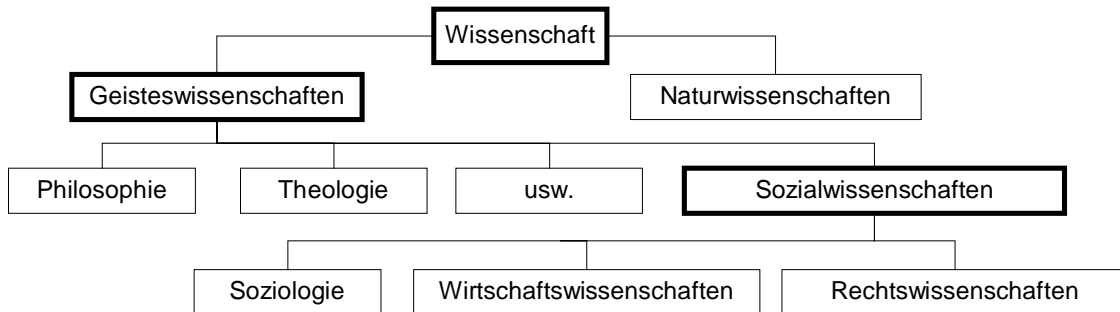 Wissenschaft
Geisteswissenschaften
Naturwissenschaften
Philosophie
Theologie
usw.
Sozialwissenschaften
Soziologie
Wirtschaftswissenschaften
Rechtswissenschaften